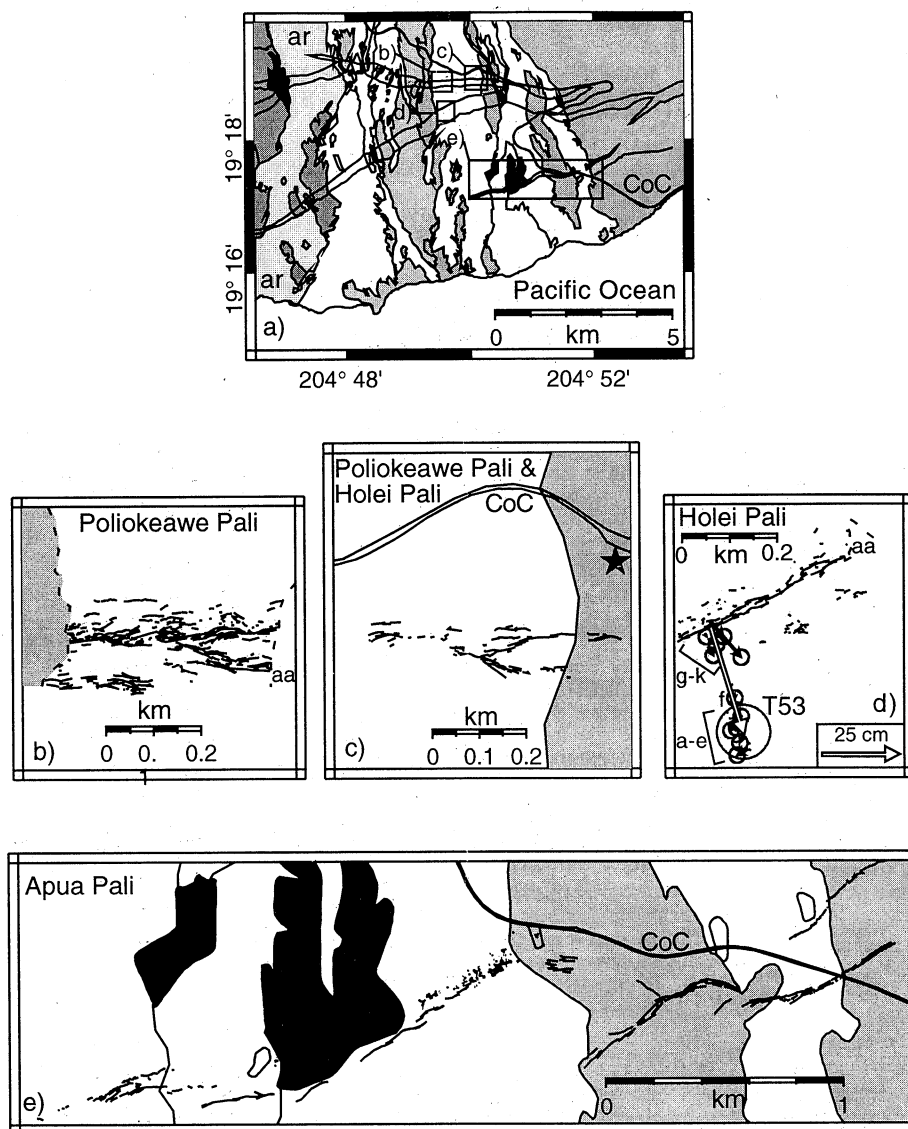 ar
b)
c)
d)
e)
19° 18'
CoC
19° 16'
ar
Pacific Ocean
a)
0 km 5
204° 48' 204° 52'
Poliokeawe Pali
aa
km
0 0. 0.2
1
b)
Poliokeawe Pali &
Holei Pali
CoC
km
0 0.1 0.2
c)
Holei Pali
0 km 0.2
aa
g-k
f
T53
a-e
d)
25 cm
Apua Pali
CoC
e)
0 km 1